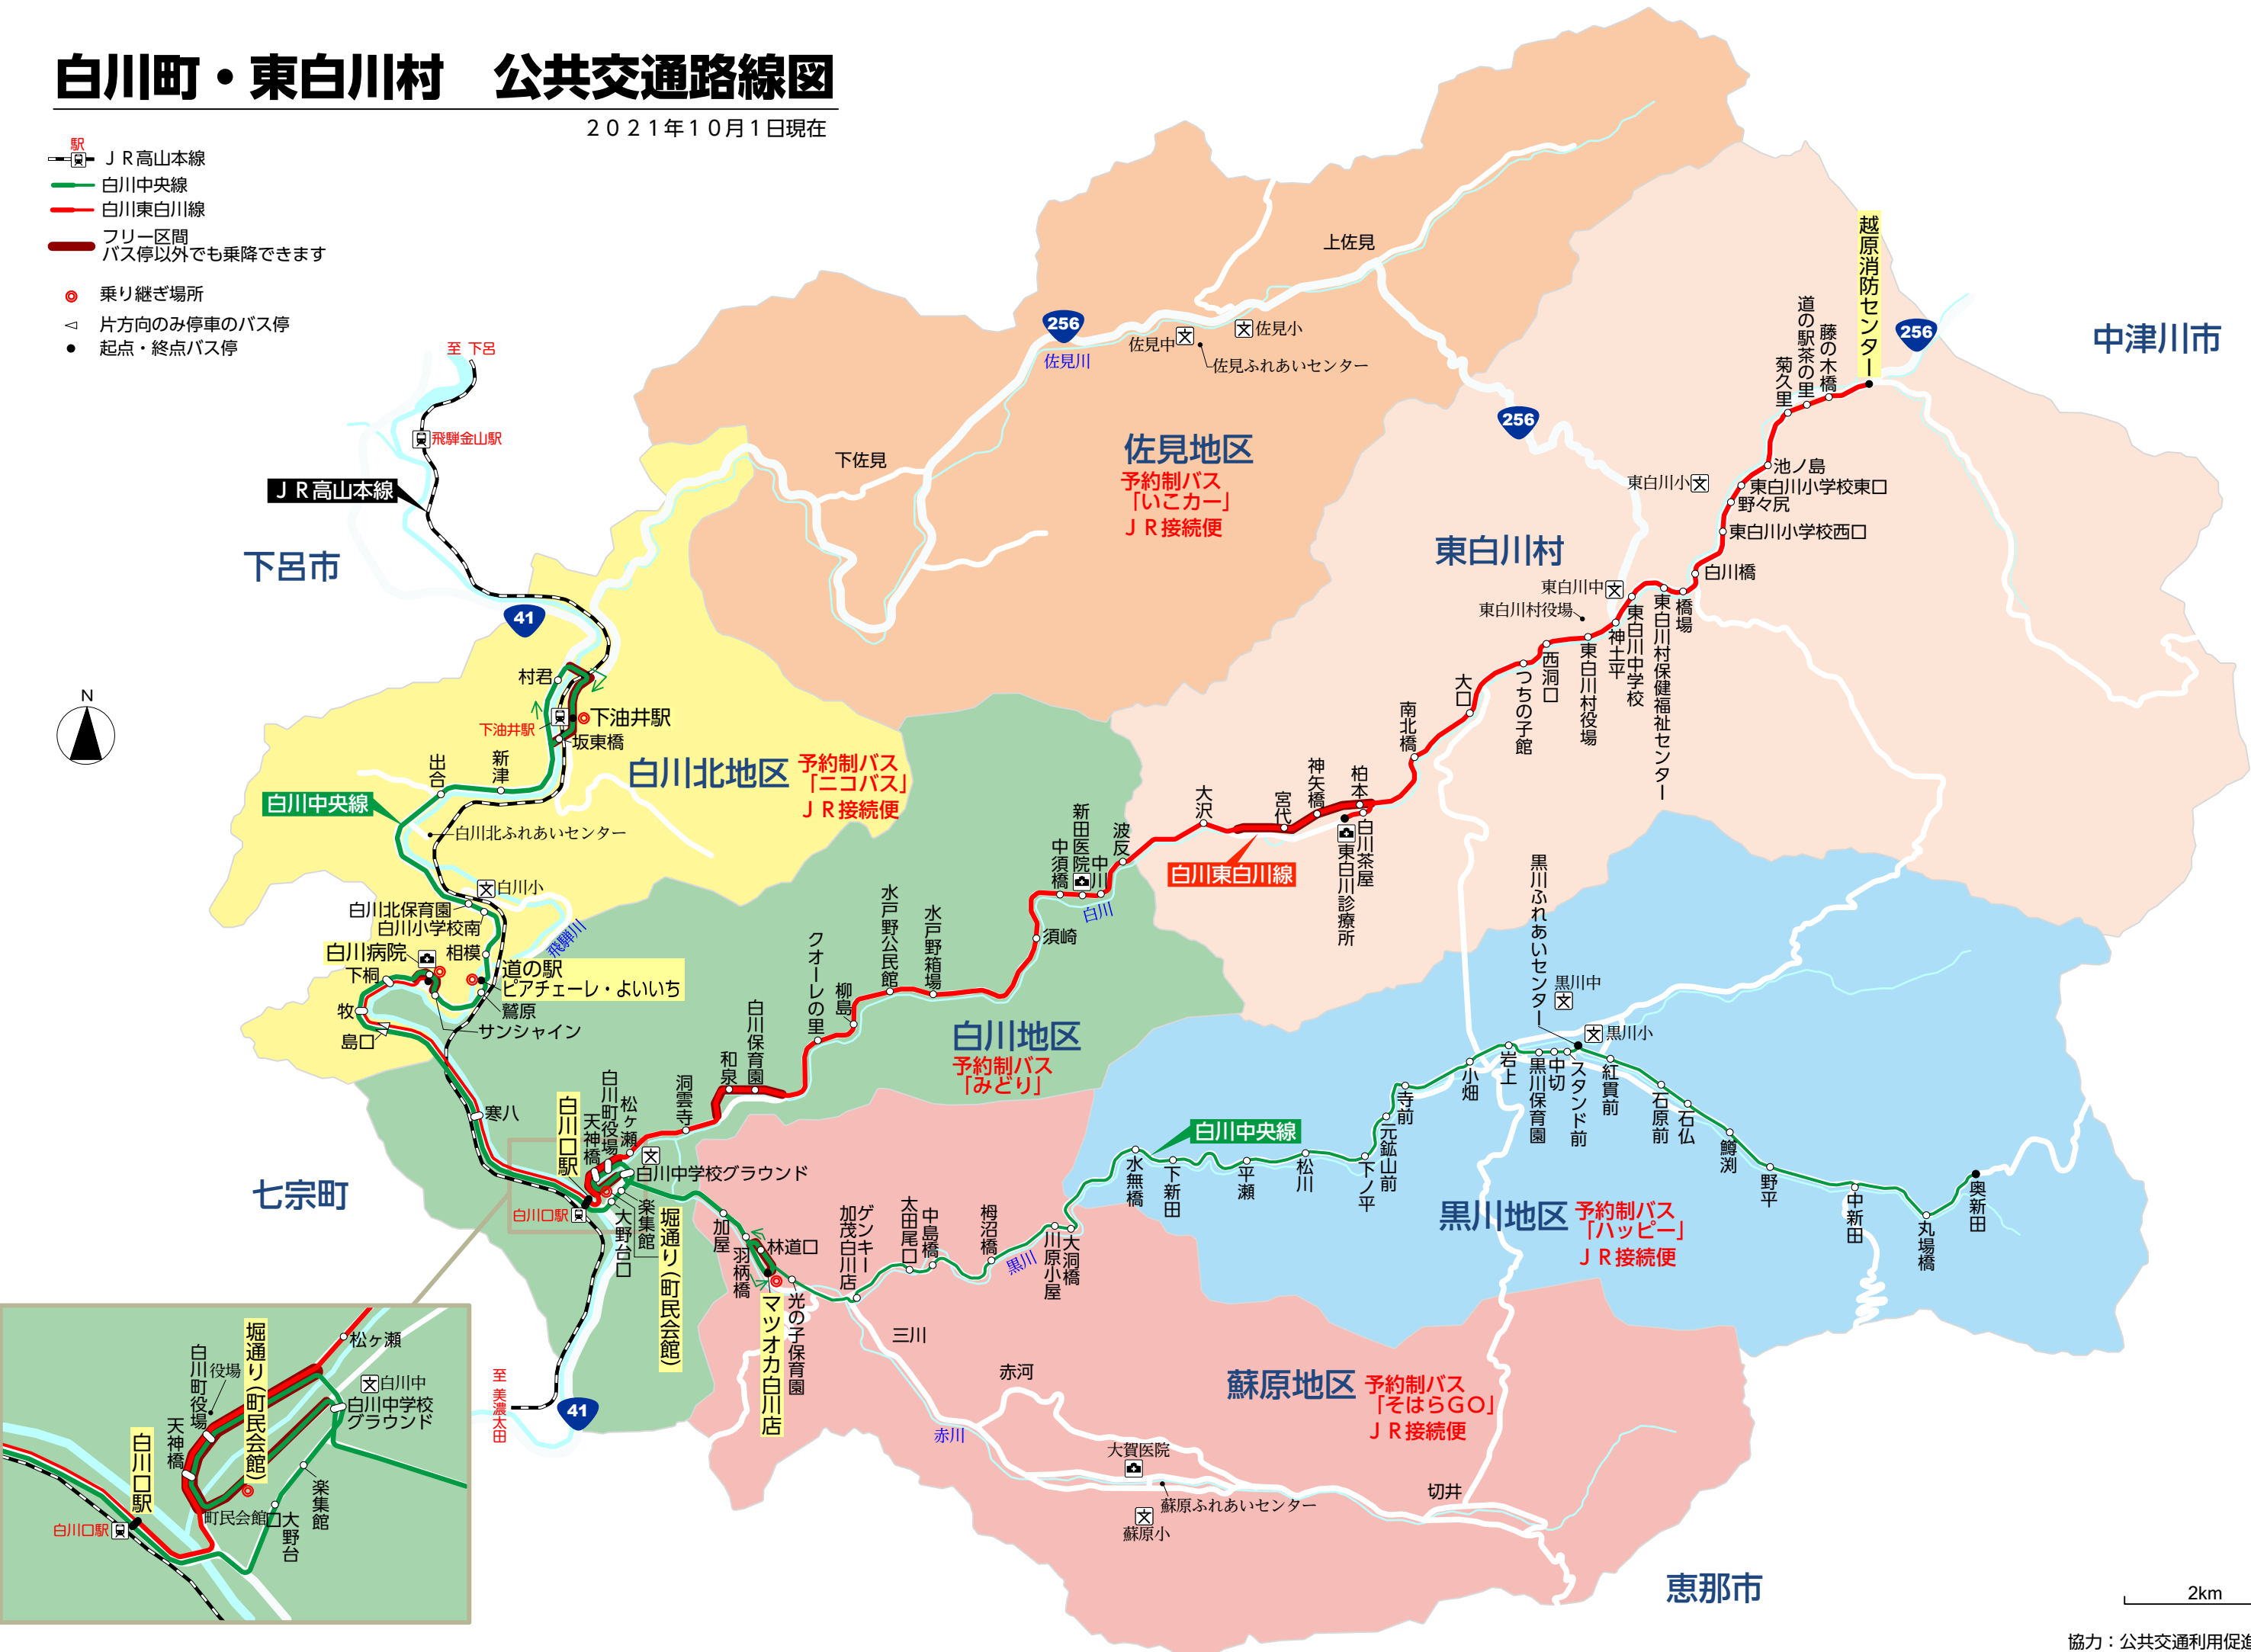 白川町・東白川村　公共交通路線図
２０２１年１０月１日現在
駅
ＪＲ高山本線
白川中央線
白川東白川線
フリー区間
バス停以外でも乗降できます
乗り継ぎ場所
片方向のみ停車のバス停
起点・終点バス停
至 下呂
飛騨金山駅
ＪＲ高山本線
下呂市
41
N
村君
下油井駅
下油井駅
坂東橋
新津
出合
白川中央線
白川北ふれあいセンター
白川北地区
予約制バス
「ニコバス」
ＪＲ接続便
白川小
白川北保育園
白川小学校南
飛騨川
白川病院
相模
下桐
道の駅
ピアチェーレ・よいいち
鷲原
サンシャイン
牧
島口
寒八
七宗町
上佐見
256
佐見川
佐見中
佐見小
佐見ふれあいセンター
下佐見
佐見地区
予約制バス
「いこカー」
ＪＲ接続便
256
256
中津川市
越原消防センター
藤の木橋
道の駅茶の里
菊久里
池ノ島
東白川小学校東口
野々尻
東白川小
東白川小学校西口
白川橋
東白川村
東白川中
東白川村役場
橋場
東白川村保健福祉センター
東白川中学校
神土平
東白川村役場
西洞口
つちの子館
大口
南北橋
柏本
神矢橋
宮代
白川茶屋
東白川診療所
白川東白川線
大沢
波反
中川
新田医院
中須橋
白川
須崎
水戸野箱場
水戸野公民館
柳島
クオーレの里
白川地区
予約制バス
「みどり」
白川保育園
和泉
洞雲寺
松ヶ瀬
白川町役場
天神橋
白川口駅
白川口駅
白川中学校グラウンド
楽集館
大野台口
堀通り(町民会館)
加屋
羽柄橋
林道口
マツオカ白川店
光の子保育園
ゲンキー
加茂白川店
太田尾口
中島橋
栂沼橋
黒川
川原小屋
大洞橋
水無橋
白川中央線
下新田
平瀬
松川
下ノ平
元鉱山前
寺前
小畑
岩上
黒川保育園
中切
スタンド前
黒川ふれあいセンター
黒川中
黒川小
紅貫前
石原前
石仏
鱒渕
野平
中新田
丸場橋
奥新田
黒川地区
予約制バス
「ハッピー」
ＪＲ接続便
三川
赤河
赤川
大賀医院
蘇原ふれあいセンター
蘇原小
切井
蘇原地区
予約制バス
「そはらＧＯ」
ＪＲ接続便
恵那市
至 美濃太田
41
松ヶ瀬
堀通り(町民会館)
白川町役場
役場
天神橋
白川中
白川中学校
グラウンド
白川口駅
白川口駅
町民会館
楽集館
大野台口
2km
協力：公共交通利用促進